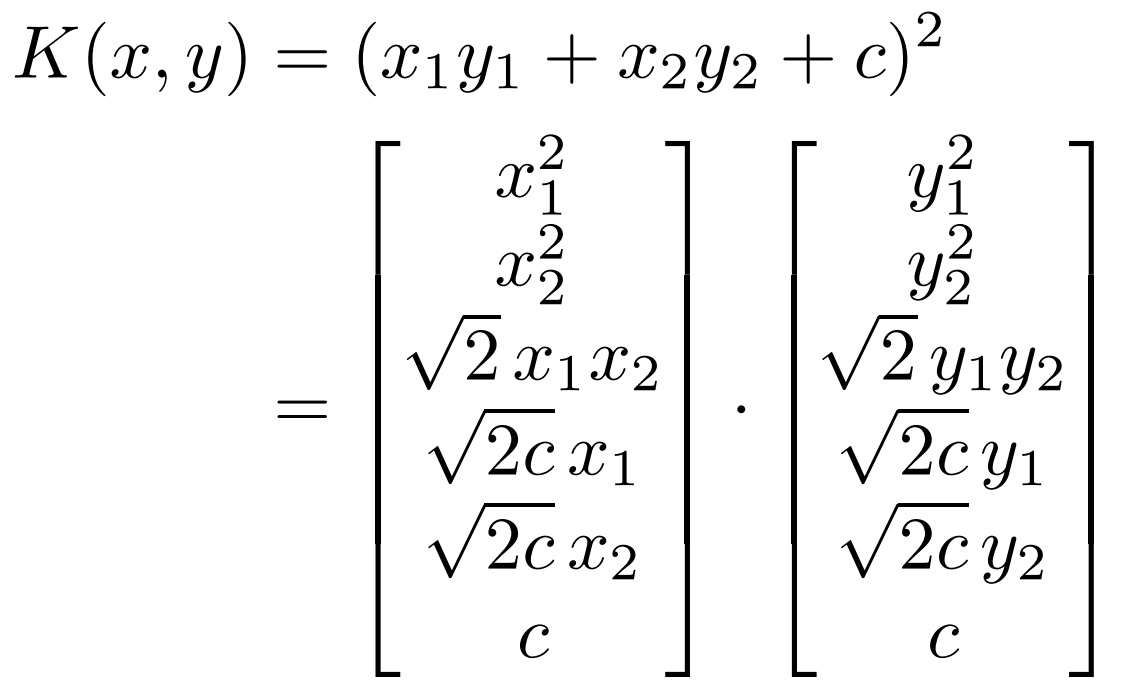 K(x, y) = (x₁y₁ + x₂y₂ + c)²
= [x₁² x₂² √2 x₁x₂ √2c x₁ √2c x₂ c] · [y₁² y₂² √2 y₁y₂ √2c y₁ √2c y₂ c]